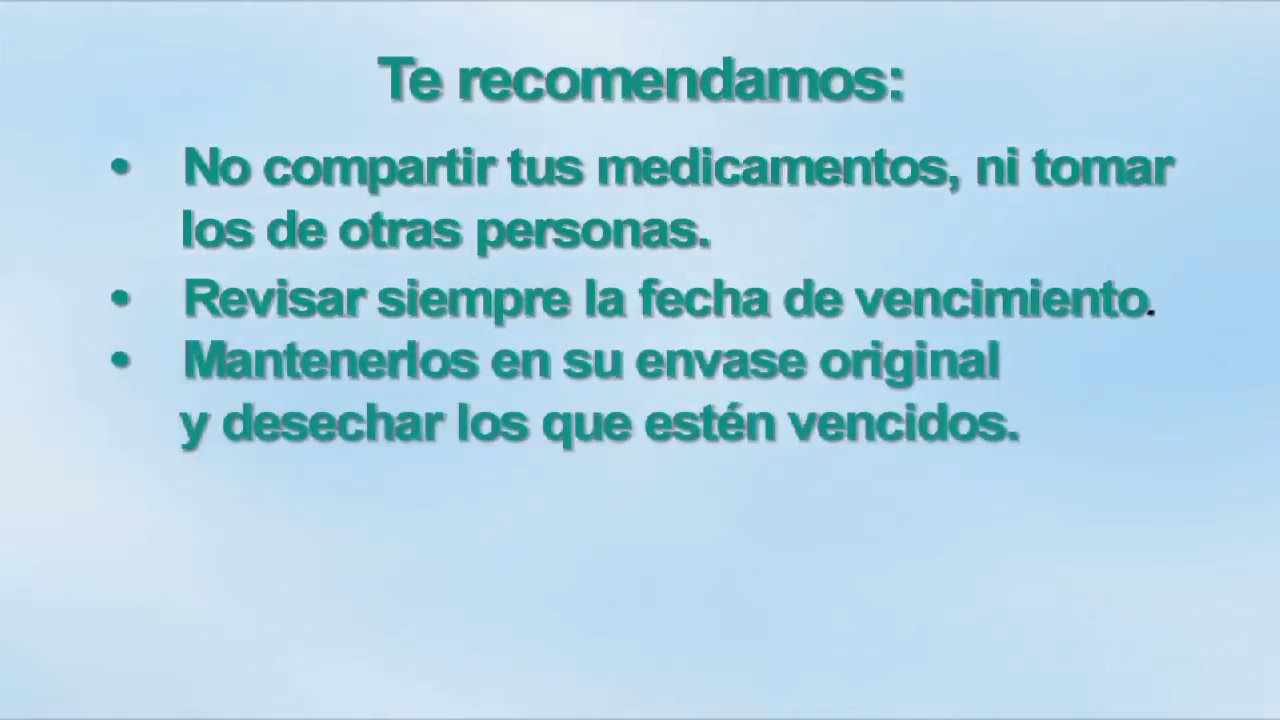 Te recomendamos:
• No compartir tus medicamentos, ni tomar
los de otras personas.
• Revisar siempre la fecha de vencimiento.
• Mantenerlos en su envase original
y desechar los que estén vencidos.